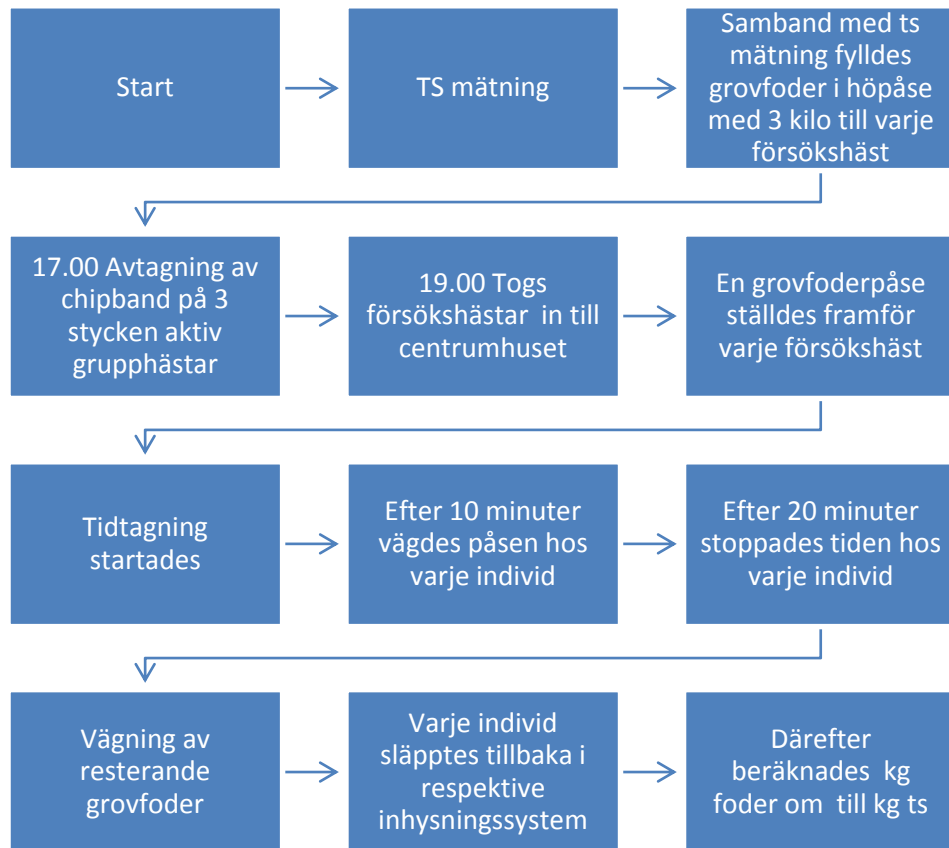 Start
TS mätning
Samband med ts
mätning fylldes
grovfoder i höpåse
med 3 kilo till varje
försökshäst
17.00 Avtagning av
chipband på 3
stycken aktiv
grupphästar
19.00 Togs
försökshästar in till
centrumhuset
En grovfoderpåse
ställdes framför
varje försökshäst
Tidtagning
startades
Efter 10 minuter
vägdes påsen hos
varje individ
Efter 20 minuter
stoppades tiden hos
varje individ
Vägning av
resterande
grovfoder
Varje individ
släpptes tillbaka i
respektive
inhysningssystem
Därefter
beräknades kg
foder om till kg ts